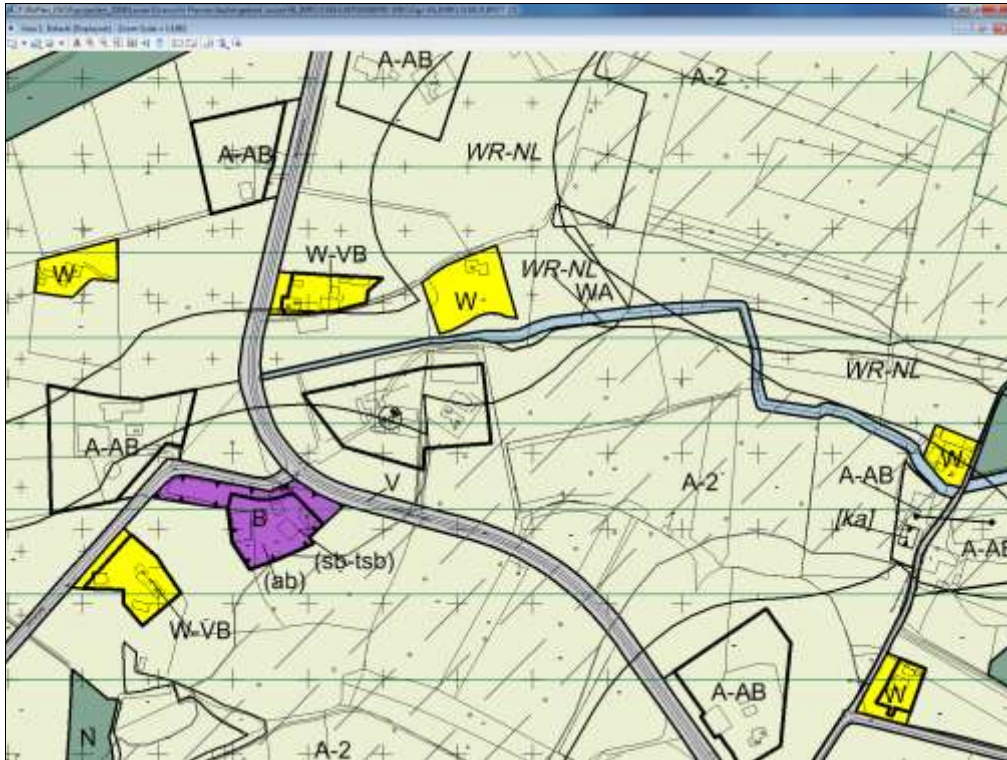 A-AB
A-2
A-AB
WR-NL
W
W-VB
WR-NL
W
WA
WR-NL
A-AB
W
V
A-2
A-AB
B
[ka]
A-AB
(sb-tsb)
(ab)
W-VB
A-AB
W
N
A-2